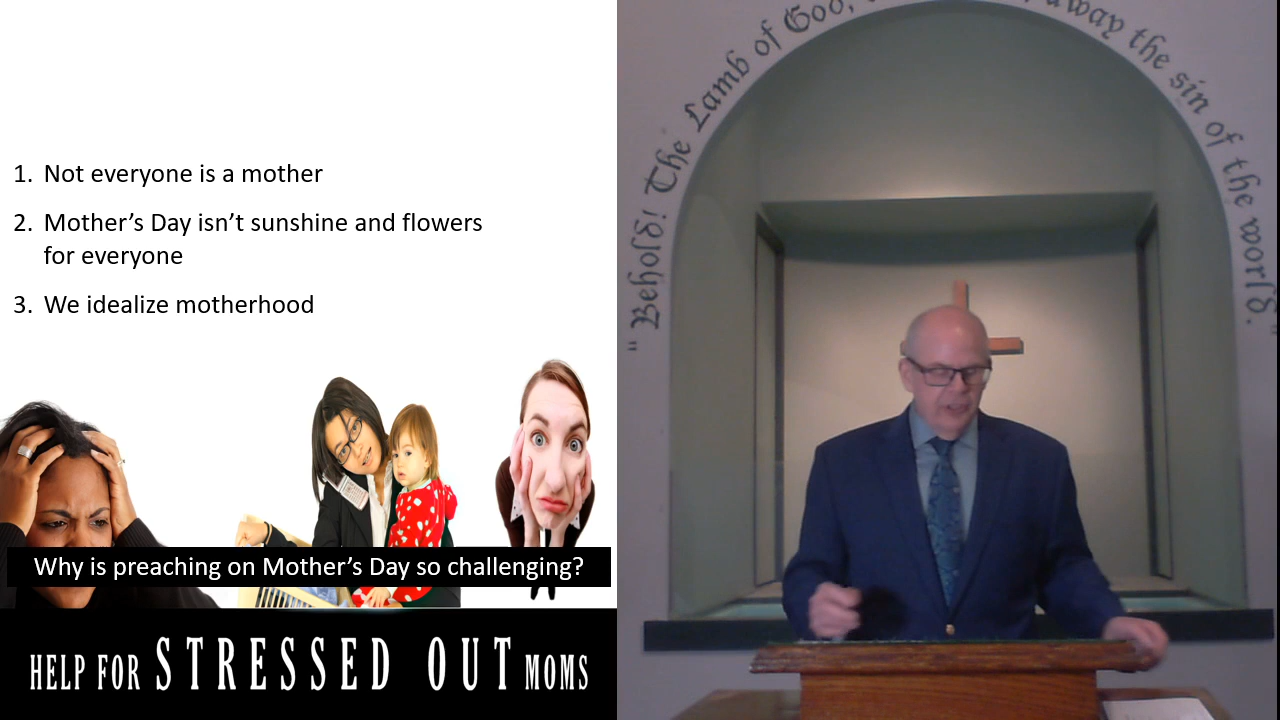 1. Not everyone is a mother
2. Mother’s Day isn’t sunshine and flowers
for everyone
3. We idealize motherhood
Why is preaching on Mother’s Day so challenging?
HELP FOR STRESSED OUT MOMS
"Behold! The Lamb of God, away the sin of the world."